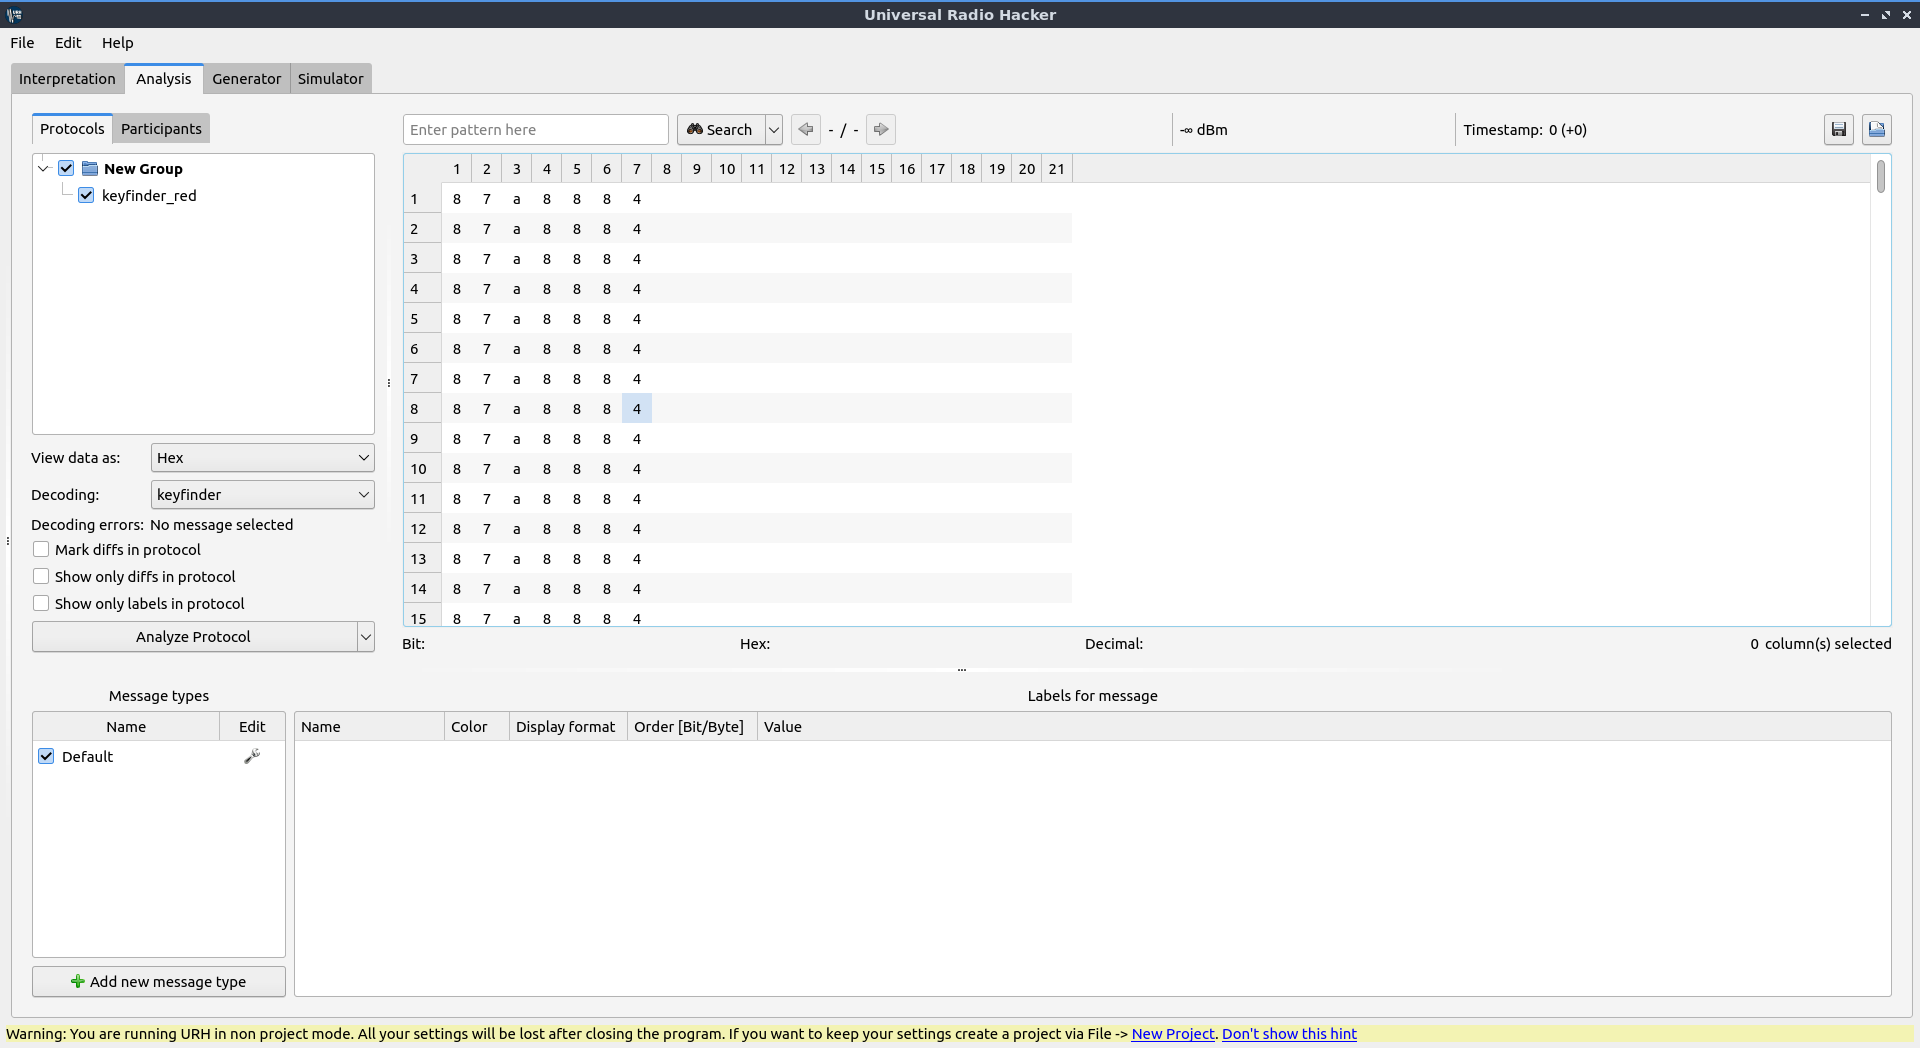 Universal Radio Hacker
File Edit Help
Interpretation Analysis Generator Simulator
Protocols Participants
New Group
keyfinder_red
View data as: Hex
Decoding: keyfinder
Decoding errors: No message selected
Mark diffs in protocol
Show only diffs in protocol
Show only labels in protocol
Analyze Protocol
Enter pattern here Search - / - -∞ dBm Timestamp: 0 (+0)
1 2 3 4 5 6 7 8 9 10 11 12 13 14 15 16 17 18 19 20 21
1 8 7 a 8 8 8 4
2 8 7 a 8 8 8 4
3 8 7 a 8 8 8 4
4 8 7 a 8 8 8 4
5 8 7 a 8 8 8 4
6 8 7 a 8 8 8 4
7 8 7 a 8 8 8 4
8 8 7 a 8 8 8 4
9 8 7 a 8 8 8 4
10 8 7 a 8 8 8 4
11 8 7 a 8 8 8 4
12 8 7 a 8 8 8 4
13 8 7 a 8 8 8 4
14 8 7 a 8 8 8 4
15 8 7 a 8 8 8 4
Bit: Hex: Decimal: 0 column(s) selected
Message types
Name Edit
Default
Add new message type
Labels for message
Name Color Display format Order [Bit/Byte] Value
Warning: You are running URH in non project mode. All your settings will be lost after closing the program. If you want to keep your settings create a project via File -> New Project. Don't show this hint